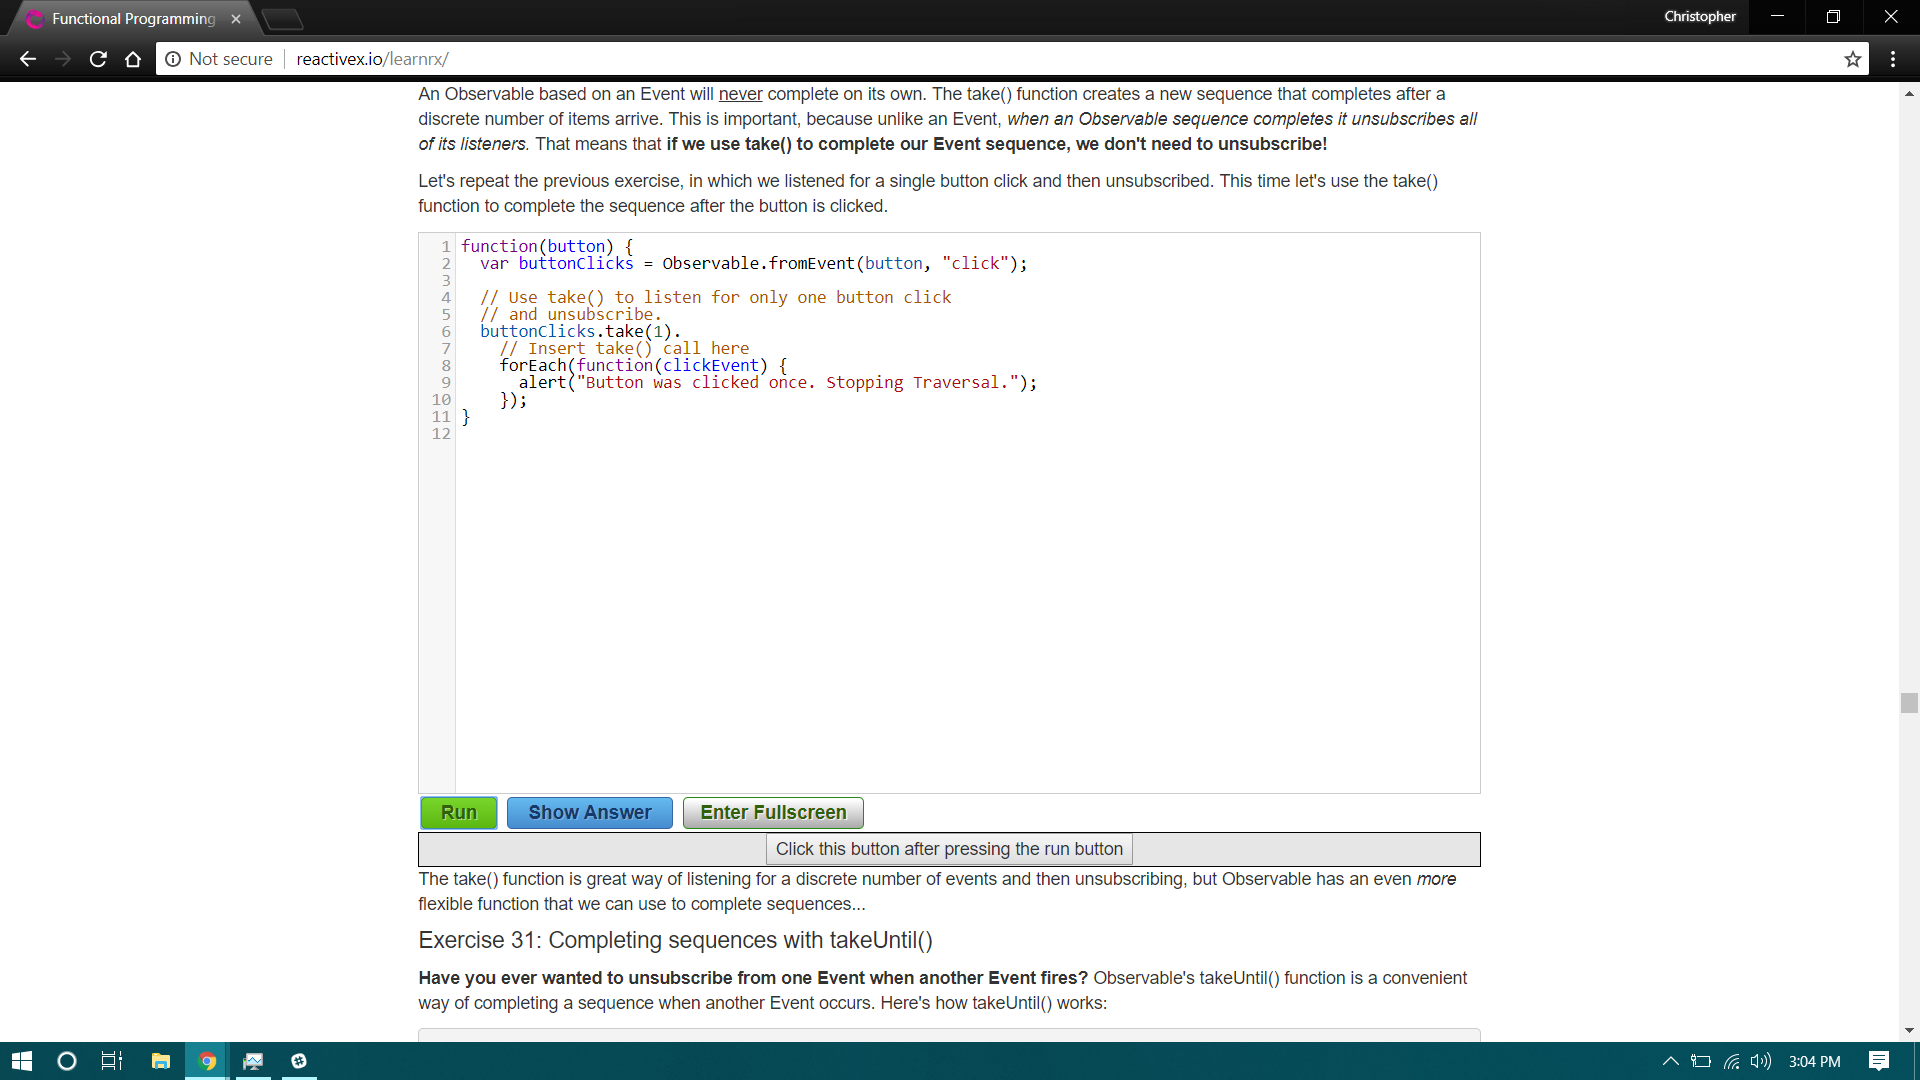 Functional Programming
Christopher
Not secure
reactivex.io/learnrx/
An Observable based on an Event will never complete on its own. The take() function creates a new sequence that completes after a
discrete number of items arrive. This is important, because unlike an Event, when an Observable sequence completes it unsubscribes all
of its listeners. That means that if we use take() to complete our Event sequence, we don't need to unsubscribe!
Let's repeat the previous exercise, in which we listened for a single button click and then unsubscribed. This time let's use the take()
function to complete the sequence after the button is clicked.
1 function(button) {
2   var buttonClicks = Observable.fromEvent(button, "click");
3
4   // Use take() to listen for only one button click
5   // and unsubscribe.
6   buttonClicks.take(1).
7     // Insert take() call here
8     forEach(function(clickEvent) {
9       alert("Button was clicked once. Stopping Traversal.");
10     });
11 }
12
Run Show Answer Enter Fullscreen
Click this button after pressing the run button
The take() function is great way of listening for a discrete number of events and then unsubscribing, but Observable has an even more
flexible function that we can use to complete sequences...
Exercise 31: Completing sequences with takeUntil()
Have you ever wanted to unsubscribe from one Event when another Event fires? Observable's takeUntil() function is a convenient
way of completing a sequence when another Event occurs. Here's how takeUntil() works:
3:04 PM